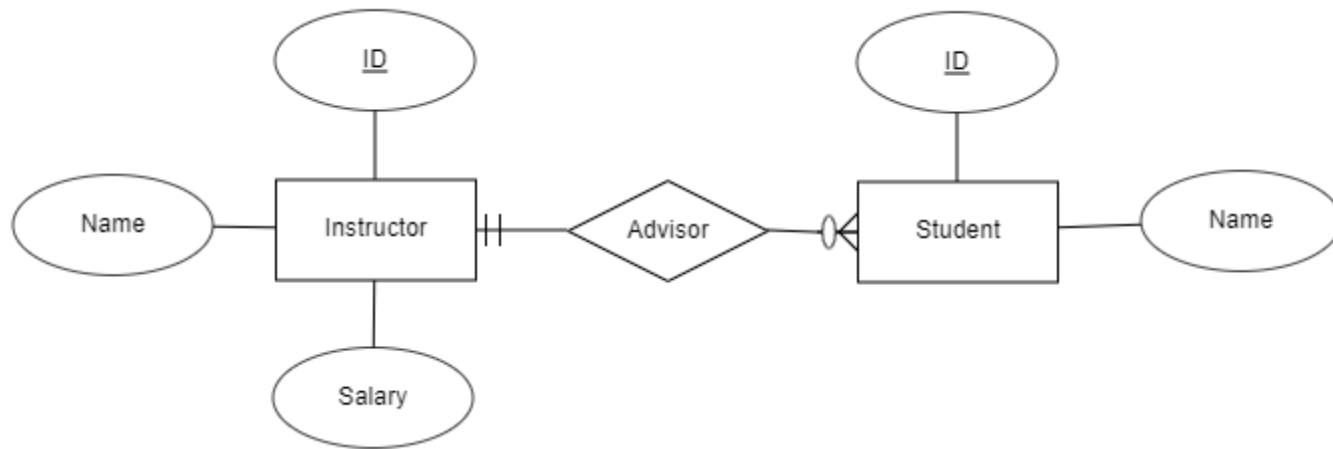 ID
ID
Name
Instructor
Advisor
Student
Name
Salary